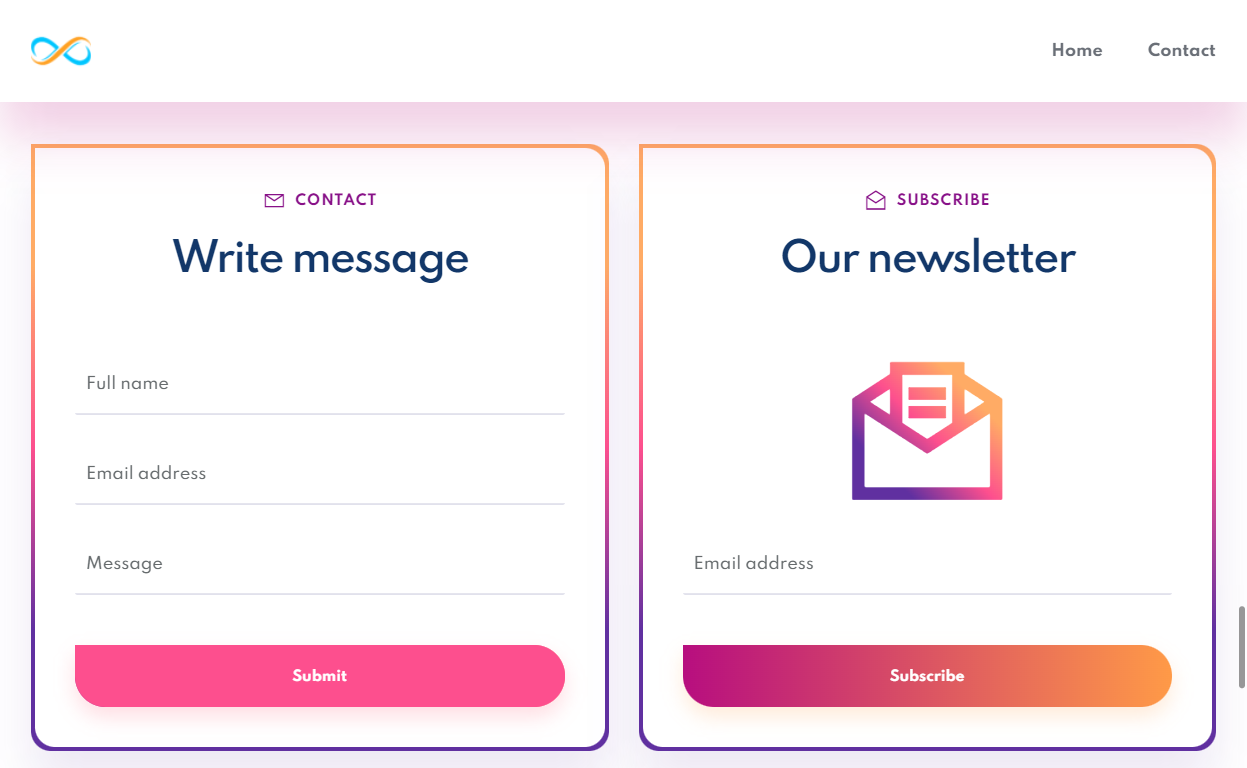 Home
Contact
CONTACT
Write message
Full name
Email address
Message
Submit
SUBSCRIBE
Our newsletter
Email address
Subscribe